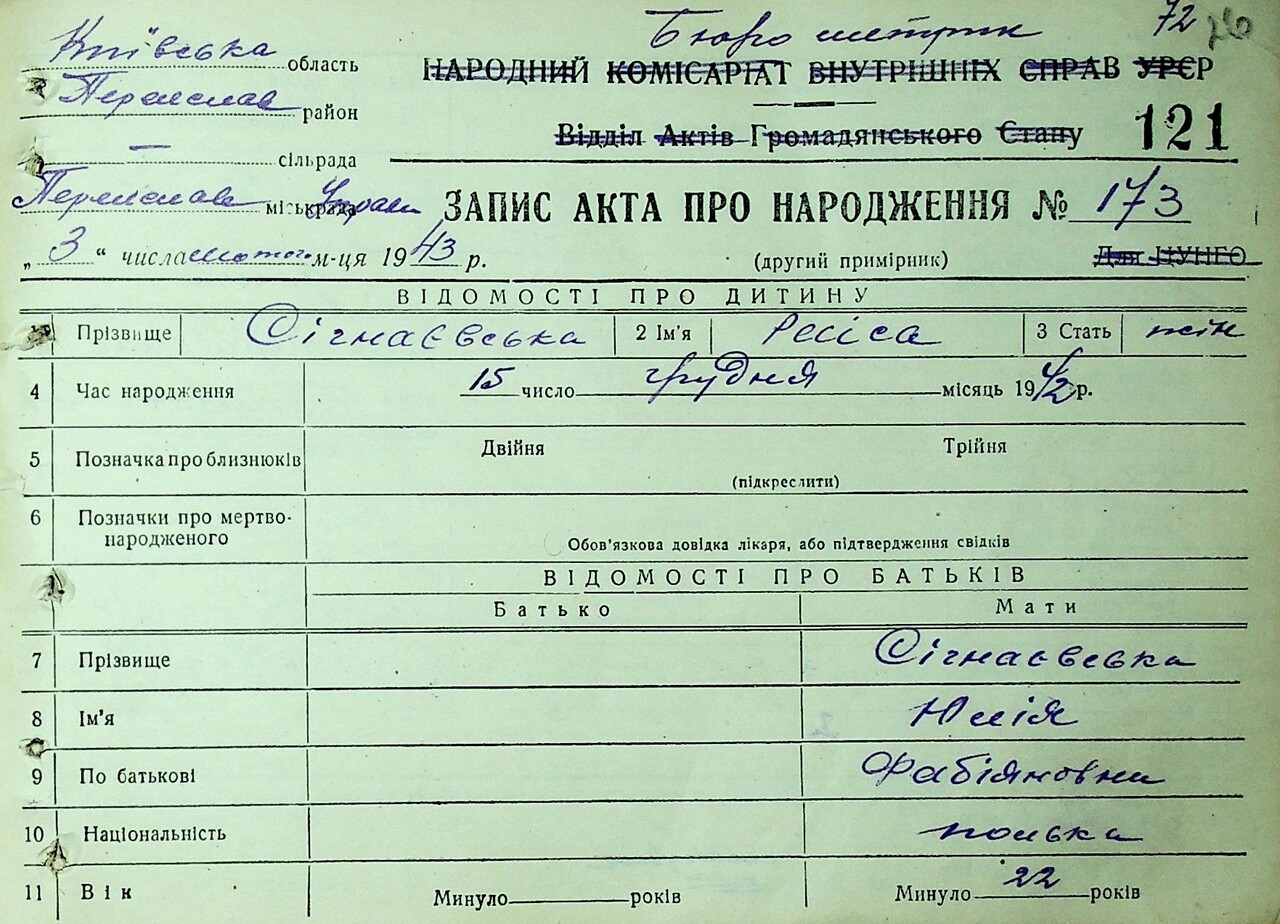 Бюро метрик 72
Київська область
НАРОДНИЙ КОМІСАРІАТ ВНУТРІШНІХ СПРАВ УРСР
Переяслав район
Відділ Актів Громадянського Стану 121
— сільрада
Переяслав міськрада Управи
ЗАПИС АКТА ПРО НАРОДЖЕННЯ № 173
„ 3 “ числа лютого м-ця 1943 р.
(другий примірник) Для ЦУНГО
ВІДОМОСТІ ПРО ДИТИНУ
Прізвище Сігнаєвська 2 Ім'я 3 Стать жін
4 Час народження 15 число грудня місяць 1942 р.
5 Позначка про близнюків Двійня Трійня
(підкреслити)
6 Позначки про мертво-
народженого
Обов'язкова довідка лікаря, або підтвердження свідків
ВІДОМОСТІ ПРО БАТЬКІВ
Батько Мати
7 Прізвище Сігнаєвська
8 Ім'я Юлія
9 По батькові Фабіяновна
10 Національність полька
11 Вік Минуло років Минуло 22 років